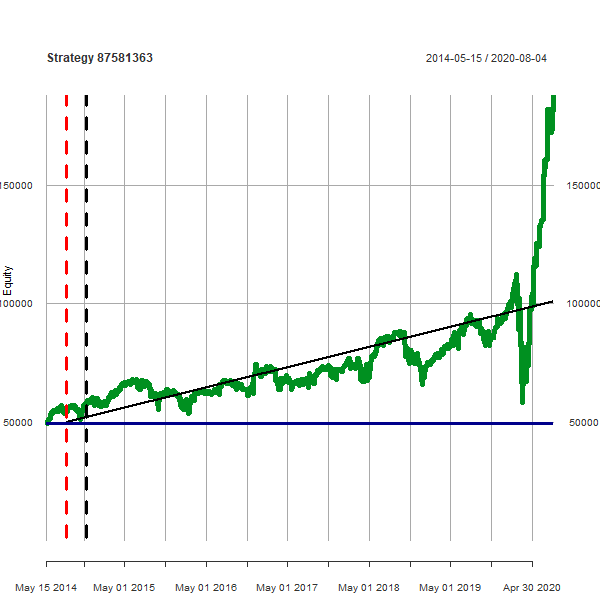 Strategy 87581363
2014-05-15 / 2020-08-04
150000
150000
Equity
100000
100000
50000
50000
May 15 2014
May 01 2015
May 01 2016
May 01 2017
May 01 2018
May 01 2019
Apr 30 2020